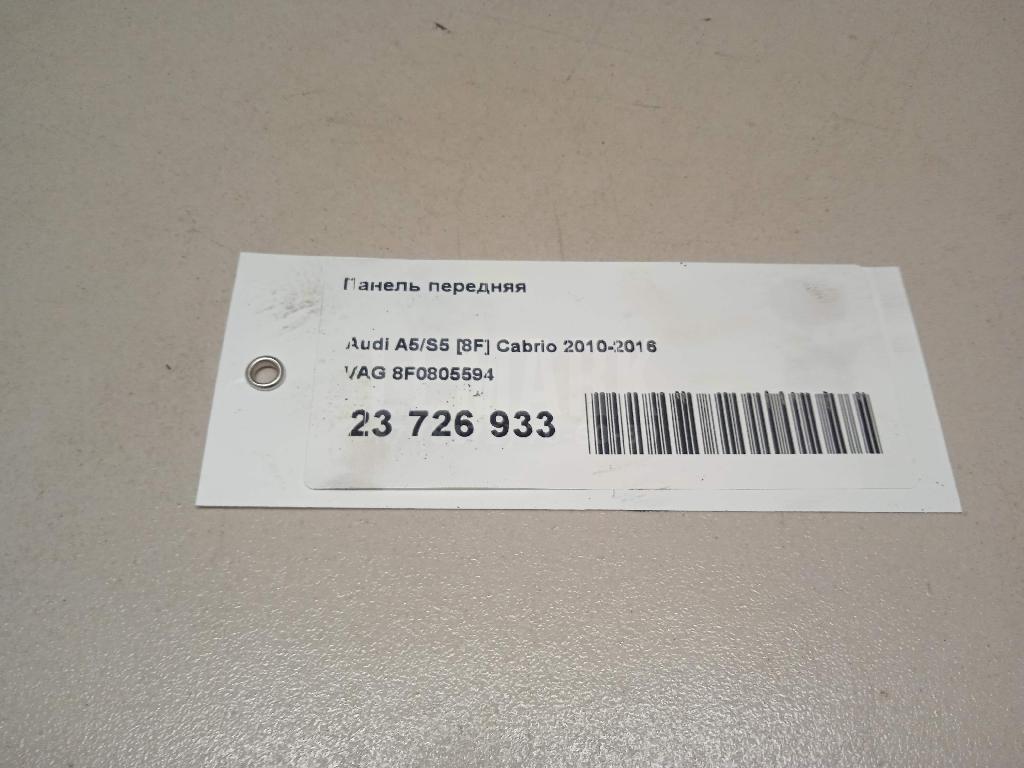 Панель передняя
Audi A5/S5 [8F] Cabrio 2010-2016
VAG 8F0805594
23 726 933